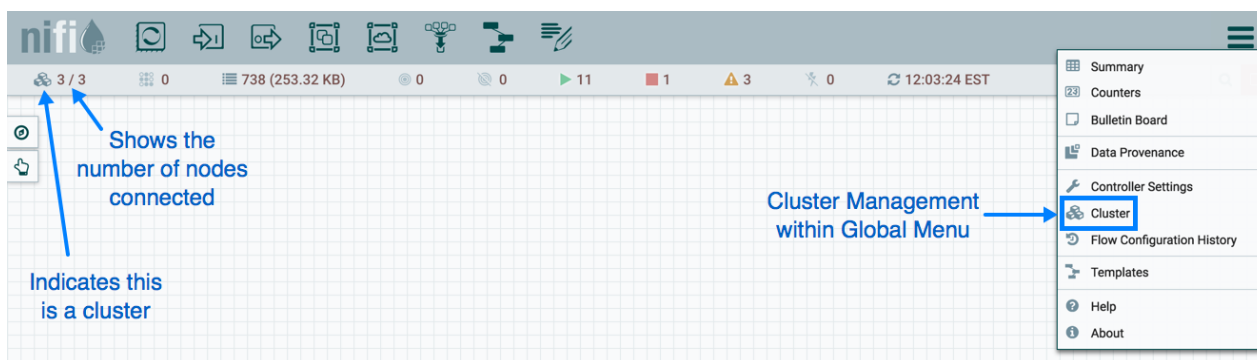 nifi
3 / 3 0 738 (253.32 KB) 0 0 11 1 3 0 12:03:24 EST
Summary
23 Counters
Bulletin Board
Data Provenance
Controller Settings
Cluster
Flow Configuration History
Templates
Help
About
Shows the
number of nodes
connected
Indicates this
is a cluster
Cluster Management
within Global Menu